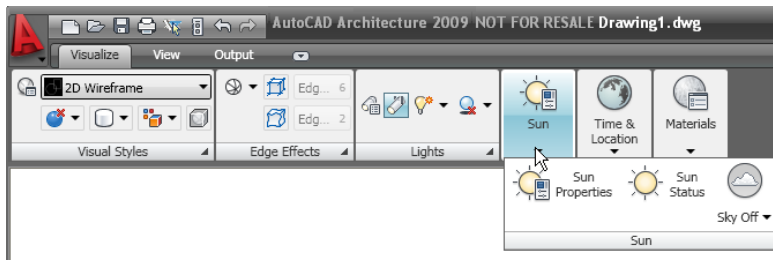 AutoCAD Architecture 2009 NOT FOR RESALE Drawing1.dwg
Visualize View Output
2D Wireframe
Edg... 6
Edg... 2
Sun
Time & Location
Materials
Visual Styles
Edge Effects
Lights
Sun Properties
Sun Status
Sky Off
Sun